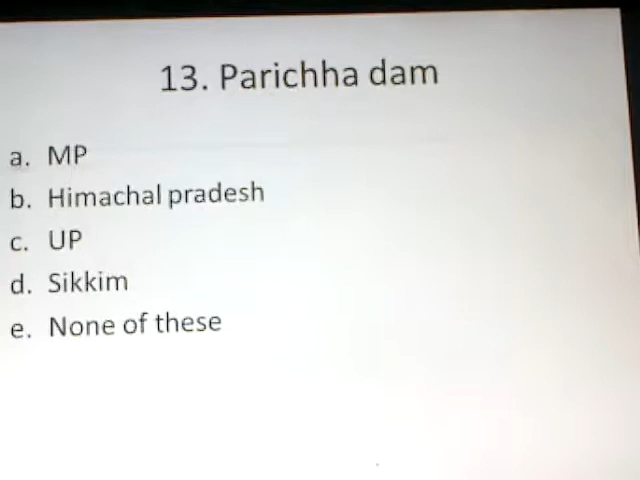 13. Parichha dam
a. MP
b. Himachal pradesh
c. UP
d. Sikkim
e. None of these